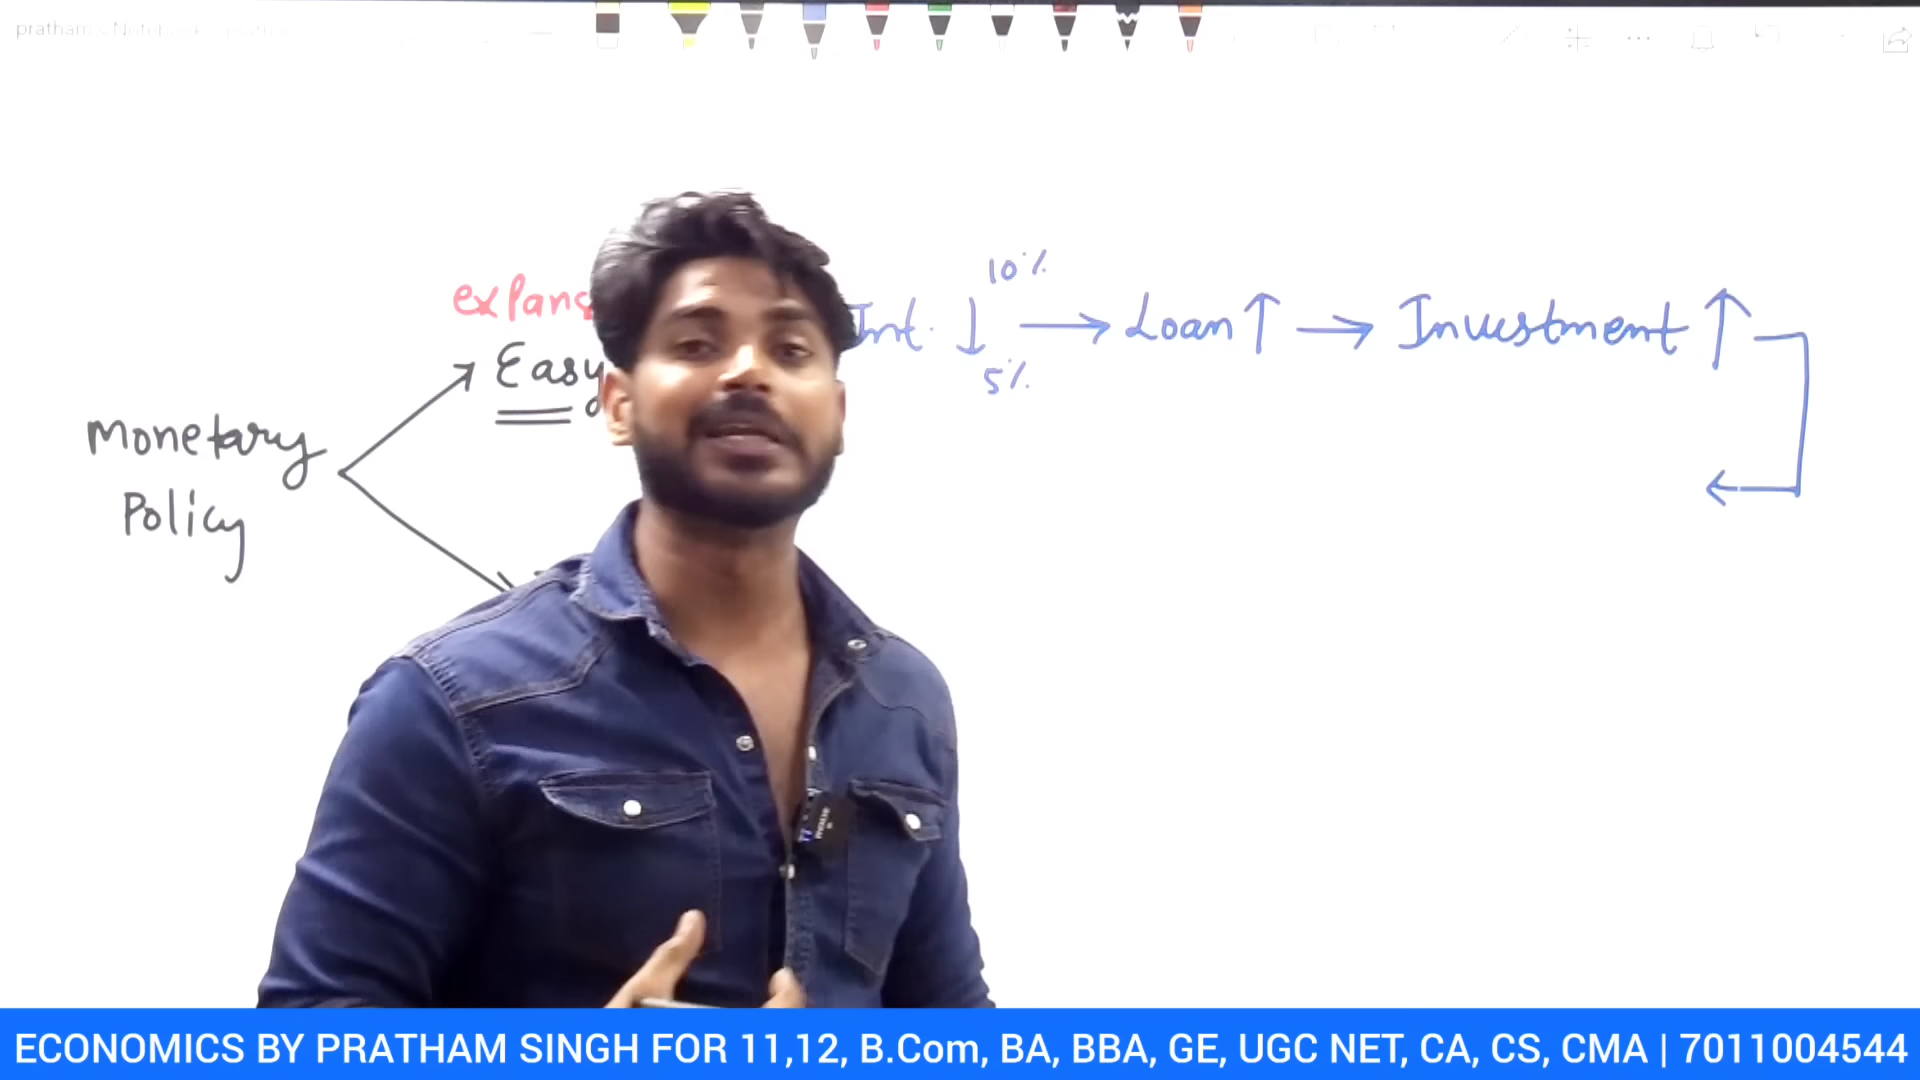 10%
expans
Int. ↓ → Loan ↑ → Investment ↑
Easy
5%
Monetary
Policy
ECONOMICS BY PRATHAM SINGH FOR 11,12, B.Com, BA, BBA, GE, UGC NET, CA, CS, CMA | 7011004544